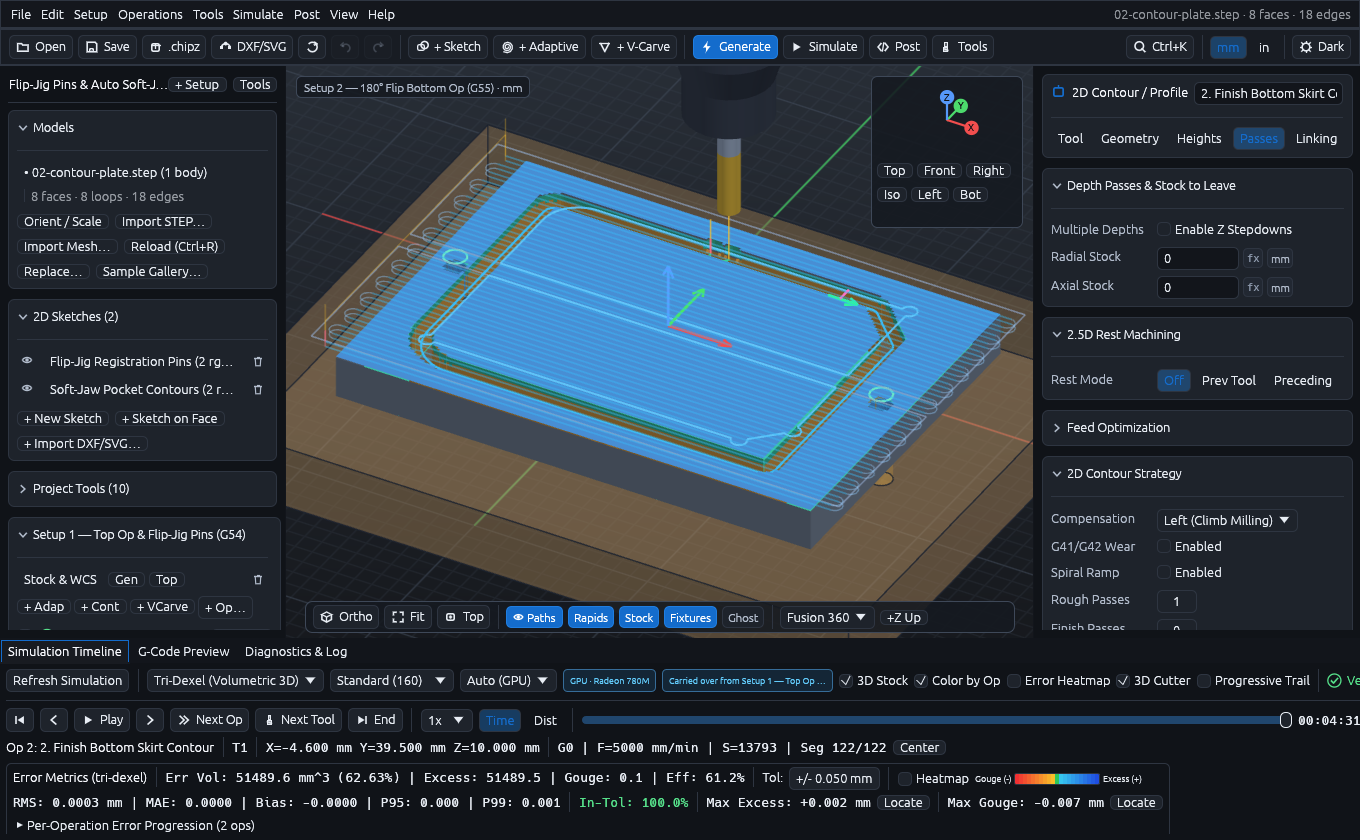 File Edit Setup Operations Tools Simulate Post View Help 02-contour-plate.step · 8 faces · 18 edges
Open Save .chipz DXF/SVG + Sketch + Adaptive + V-Carve Generate Simulate Post Tools Ctrl+K mm in Dark
Flip-Jig Pins & Auto Soft-J... + Setup Tools
Models
• 02-contour-plate.step (1 body)
8 faces · 8 loops · 18 edges
Orient / Scale Import STEP...
Import Mesh... Reload (Ctrl+R)
Replace... Sample Gallery...
2D Sketches (2)
Flip-Jig Registration Pins (2 rg...
Soft-Jaw Pocket Contours (2 r...
+ New Sketch + Sketch on Face
+ Import DXF/SVG...
Project Tools (10)
Setup 1 — Top Op & Flip-Jig Pins (G54)
Stock & WCS Gen Top
+ Adap + Cont + VCarve + Op...
Setup 2 — 180° Flip Bottom Op (G55) · mm
Z Y X
Top Front Right
Iso Left Bot
Ortho Fit Top Paths Rapids Stock Fixtures Ghost Fusion 360 +Z Up
2D Contour / Profile 2. Finish Bottom Skirt C
Tool Geometry Heights Passes Linking
Depth Passes & Stock to Leave
Multiple Depths Enable Z Stepdowns
Radial Stock 0 fx mm
Axial Stock 0 fx mm
2.5D Rest Machining
Rest Mode Off Prev Tool Preceding
Feed Optimization
2D Contour Strategy
Compensation Left (Climb Milling)
G41/G42 Wear Enabled
Spiral Ramp Enabled
Rough Passes 1
Finish Passes 0
Simulation Timeline G-Code Preview Diagnostics & Log
Refresh Simulation Tri-Dexel (Volumetric 3D) Standard (160) Auto (GPU) GPU · Radeon 780M Carried over from Setup 1 — Top Op ... 3D Stock Color by Op Error Heatmap 3D Cutter Progressive Trail Ve
Play Next Op Next Tool End 1x Time Dist 00:04:31
Op 2: 2. Finish Bottom Skirt Contour T1 X=-4.600 mm Y=39.500 mm Z=10.000 mm G0 | F=5000 mm/min | S=13793 | Seg 122/122 Center
Error Metrics (tri-dexel) Err Vol: 51489.6 mm^3 (62.63%) | Excess: 51489.5 | Gouge: 0.1 | Eff: 61.2% Tol: +/- 0.050 mm Heatmap Gouge (-) Excess (+)
RMS: 0.0003 mm | MAE: 0.0000 | Bias: -0.0000 | P95: 0.000 | P99: 0.001 In-Tol: 100.0% Max Excess: +0.002 mm Locate Max Gouge: -0.007 mm Locate
Per-Operation Error Progression (2 ops)